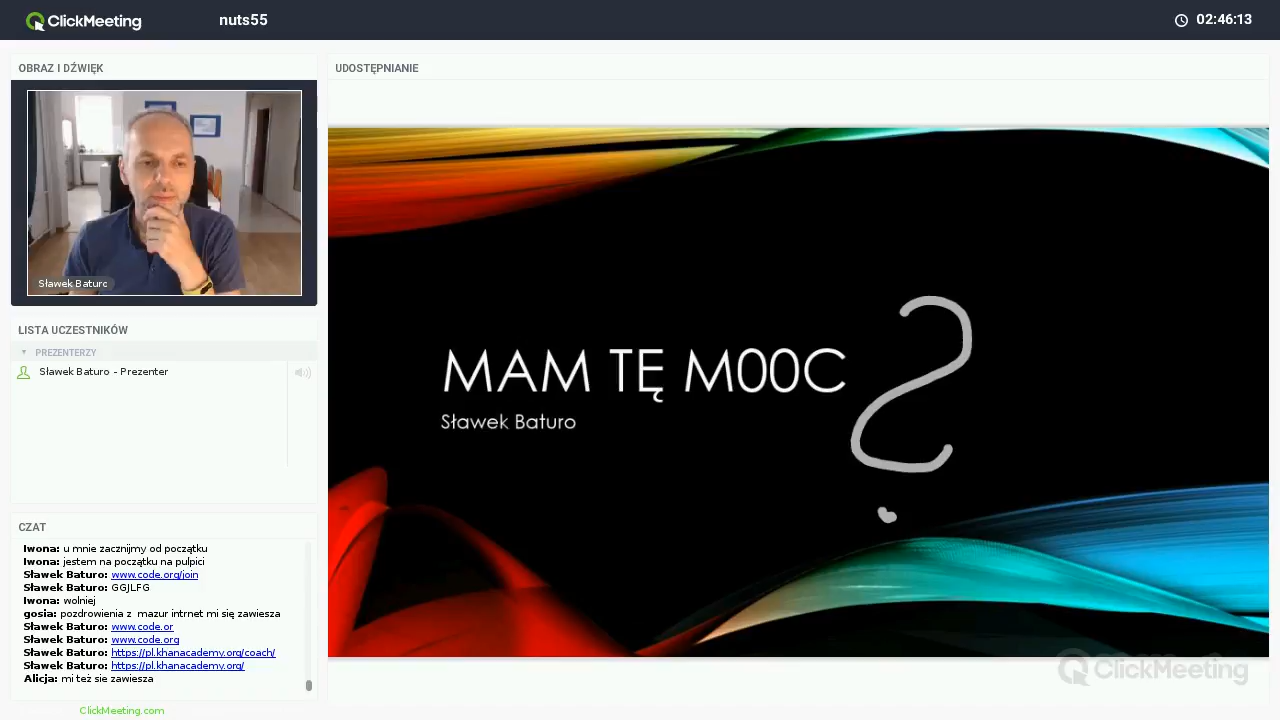 ClickMeeting
nuts55
02:46:13
OBRAZ I DŹWIĘK
Sławek Baturo
LISTA UCZESTNIKÓW
PREZENTERZY
Sławek Baturo - Prezenter
CZAT
Iwona: u mnie zacznijmy od początku
Iwona: jestem na początku na pulpici
Sławek Baturo: www.code.org/join
Sławek Baturo: GGJLFG
Iwona: wolniej
gosia: pozdrowienia z mazur intrnet mi się zawiesza
Sławek Baturo: www.code.or
Sławek Baturo: www.code.org
Sławek Baturo: https://pl.khanacademy.org/coach/
Sławek Baturo: https://pl.khanacademy.org/
Alicja: mi też sie zawiesza
ClickMeeting.com
UDOSTĘPNIANIE
MAM TĘ M00C ?
Sławek Baturo
ClickMeeting